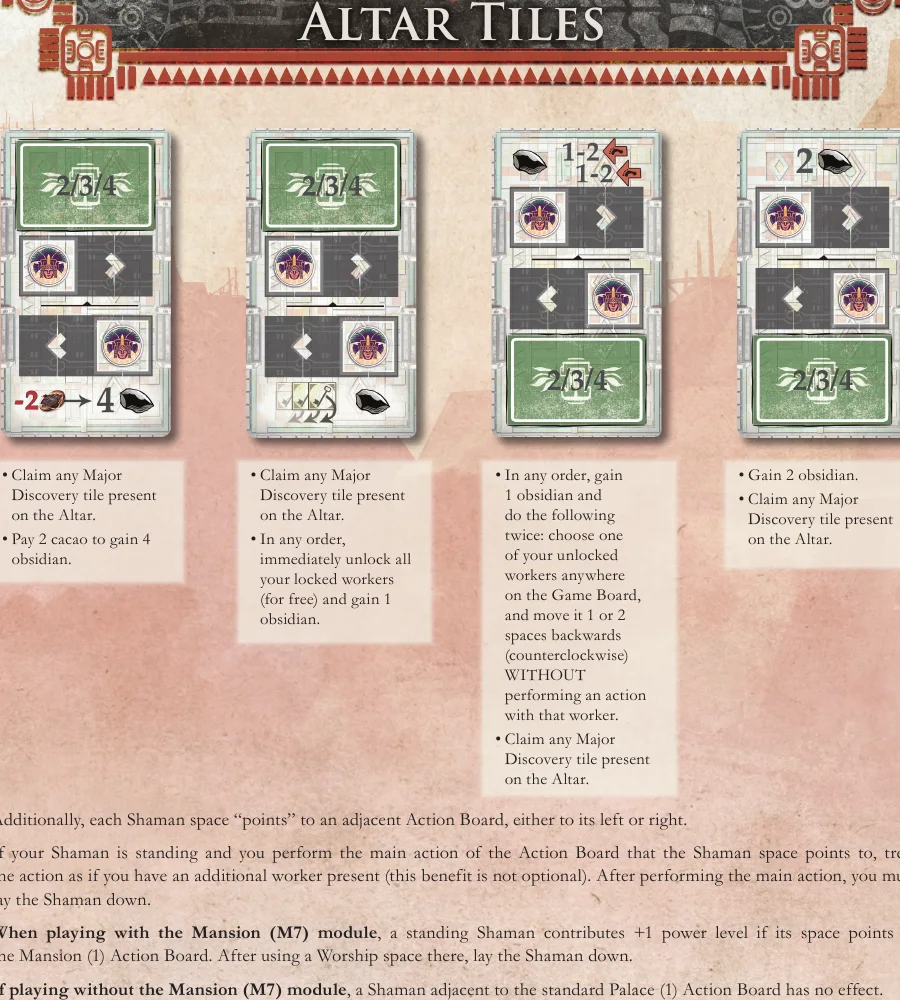 ALTAR TILES
2/3/4
2/3/4
1-2
1-2
2
2/3/4
2/3/4
-2 4
• Claim any Major
Discovery tile present
on the Altar.
• Pay 2 cacao to gain 4
obsidian.
• Claim any Major
Discovery tile present
on the Altar.
• In any order,
immediately unlock all
your locked workers
(for free) and gain 1
obsidian.
• In any order, gain
1 obsidian and
do the following
twice: choose one
of your unlocked
workers anywhere
on the Game Board,
and move it 1 or 2
spaces backwards
(counterclockwise)
WITHOUT
performing an action
with that worker.
• Claim any Major
Discovery tile present
on the Altar.
• Gain 2 obsidian.
• Claim any Major
Discovery tile present
on the Altar.
Additionally, each Shaman space “points” to an adjacent Action Board, either to its left or right.
f your Shaman is standing and you perform the main action of the Action Board that the Shaman space points to, tre
he action as if you have an additional worker present (this benefit is not optional). After performing the main action, you mu
ay the Shaman down.
When playing with the Mansion (M7) module, a standing Shaman contributes +1 power level if its space points
he Mansion (1) Action Board. After using a Worship space there, lay the Shaman down.
f playing without the Mansion (M7) module, a Shaman adjacent to the standard Palace (1) Action Board has no effect.